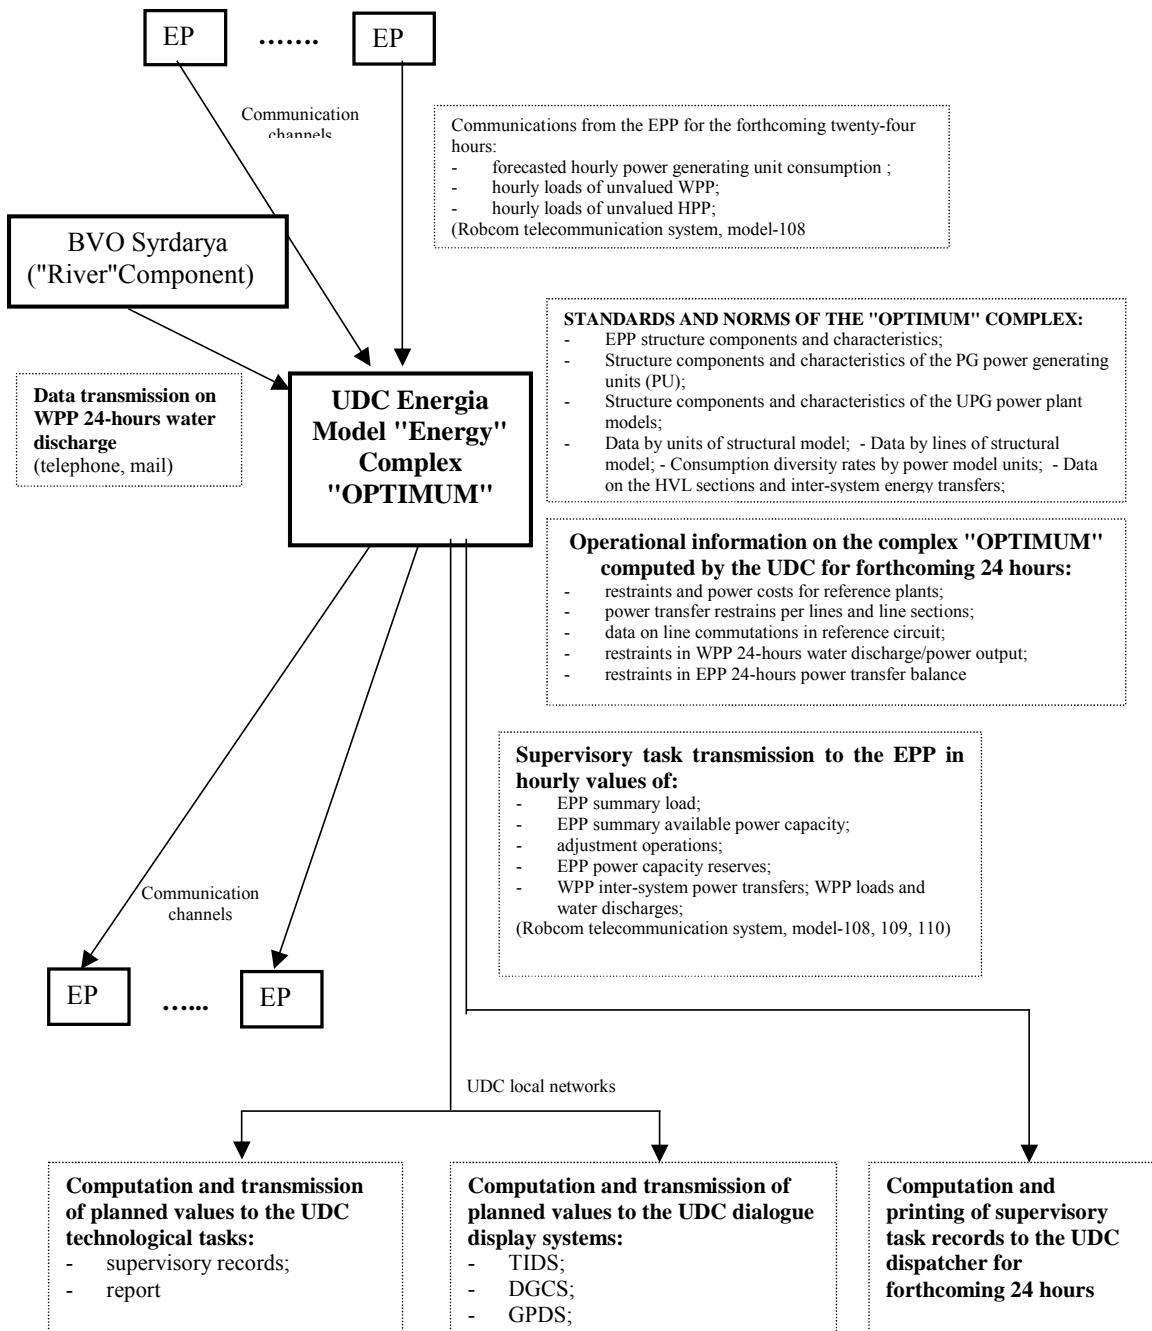 EP ....... EP
Communication
channels
Communications from the EPP for the forthcoming twenty-four
hours:
- forecasted hourly power generating unit consumption ;
- hourly loads of unvalued WPP;
- hourly loads of unvalued HPP;
(Robcom telecommunication system, model-108
BVO Syrdarya
("River"Component)
STANDARDS AND NORMS OF THE "OPTIMUM" COMPLEX:
- EPP structure components and characteristics;
- Structure components and characteristics of the PG power generating
units (PU);
- Structure components and characteristics of the UPG power plant
models;
- Data by units of structural model; - Data by lines of structural
model; - Consumption diversity rates by power model units; - Data
on the HVL sections and inter-system energy transfers;
Data transmission on
WPP 24-hours water
discharge
(telephone, mail)
UDC Energia
Model "Energy"
Complex
"OPTIMUM"
Operational information on the complex "OPTIMUM"
computed by the UDC for forthcoming 24 hours:
- restraints and power costs for reference plants;
- power transfer restrains per lines and line sections;
- data on line commutations in reference circuit;
- restraints in WPP 24-hours water discharge/power output;
- restraints in EPP 24-hours power transfer balance
Supervisory task transmission to the EPP in
hourly values of:
- EPP summary load;
- EPP summary available power capacity;
- adjustment operations;
- EPP power capacity reserves;
- WPP inter-system power transfers; WPP loads and
water discharges;
(Robcom telecommunication system, model-108, 109, 110)
Communication
channels
EP ...... EP
UDC local networks
Computation and transmission
of planned values to the UDC
technological tasks:
- supervisory records;
- report
Computation and transmission of
planned values to the UDC dialogue
display systems:
- TIDS;
- DGCS;
- GPDS;
Computation and
printing of supervisory
task records to the UDC
dispatcher for
forthcoming 24 hours